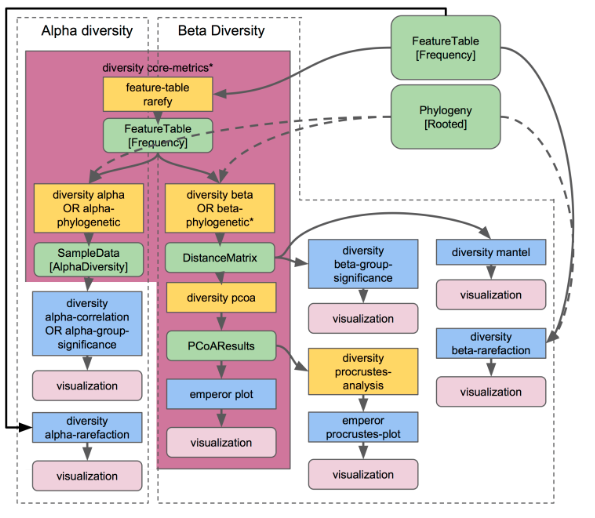 Alpha diversity
Beta Diversity
FeatureTable
[Frequency]
diversity core-metrics*
feature-table
rarefy
Phylogeny
[Rooted]
FeatureTable
[Frequency]
diversity alpha
OR alpha-
phylogenetic
diversity beta
OR beta-
phylogenetic*
SampleData
[AlphaDiversity]
DistanceMatrix
diversity
beta-group-
significance
diversity mantel
visualization
diversity pcoa
diversity
alpha-correlation
OR alpha-group-
significance
visualization
PCoAResults
diversity
beta-rarefaction
diversity
procrustes-
analysis
visualization
visualization
emperor plot
diversity
alpha-rarefaction
emperor
procrustes-plot
visualization
visualization
visualization